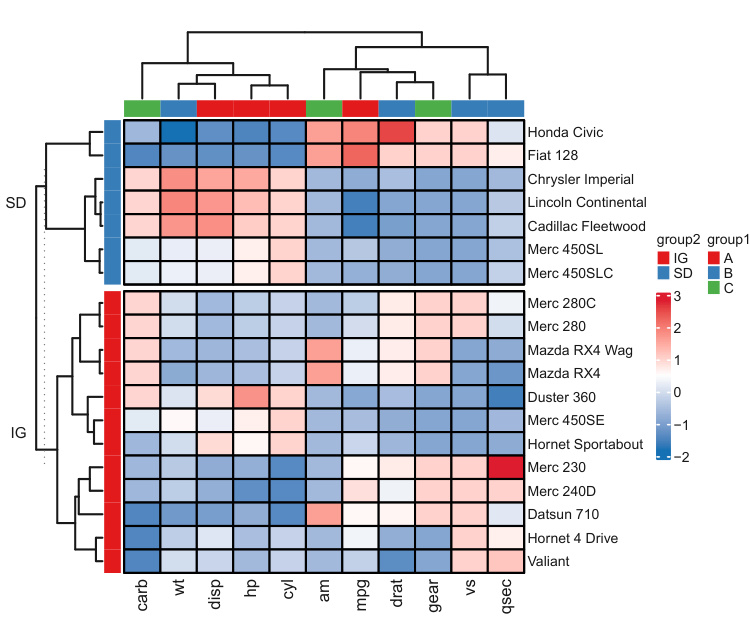 SD
IG
Honda Civic
Fiat 128
Chrysler Imperial
Lincoln Continental
Cadillac Fleetwood
Merc 450SL
Merc 450SLC
Merc 280C
Merc 280
Mazda RX4 Wag
Mazda RX4
Duster 360
Merc 450SE
Hornet Sportabout
Merc 230
Merc 240D
Datsun 710
Hornet 4 Drive
Valiant
carb wt disp hp cyl am mpg drat gear vs qsec
group2 group1
IG A
SD B
C
3
2
1
0
−1
−2